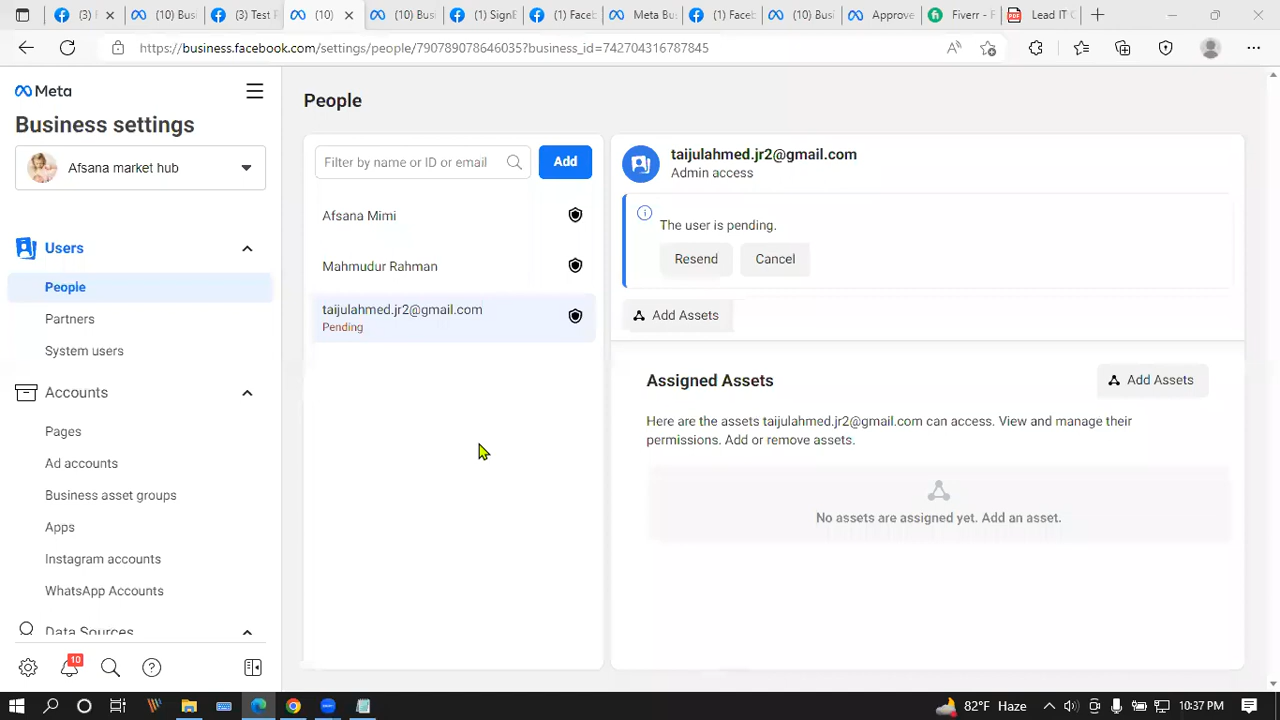 (3) F
(10) Busi
(3) Test P
(10)
(10) Busi
(1) SignE
(1) Faceb
Meta Bus
(1) Faceb
(10) Busi
Approve
Fiverr - F
Lead IT C
https://business.facebook.com/settings/people/790789078646035?business_id=742704316787845
Meta
Business settings
Afsana market hub
Users
People
Partners
System users
Accounts
Pages
Ad accounts
Business asset groups
Apps
Instagram accounts
WhatsApp Accounts
Data Sources
10
People
Filter by name or ID or email
Add
Afsana Mimi
Mahmudur Rahman
taijulahmed.jr2@gmail.com
Pending
taijulahmed.jr2@gmail.com
Admin access
The user is pending.
Resend
Cancel
Add Assets
Assigned Assets
Add Assets
Here are the assets taijulahmed.jr2@gmail.com can access. View and manage their
permissions. Add or remove assets.
No assets are assigned yet. Add an asset.
82°F Haze
10:37 PM